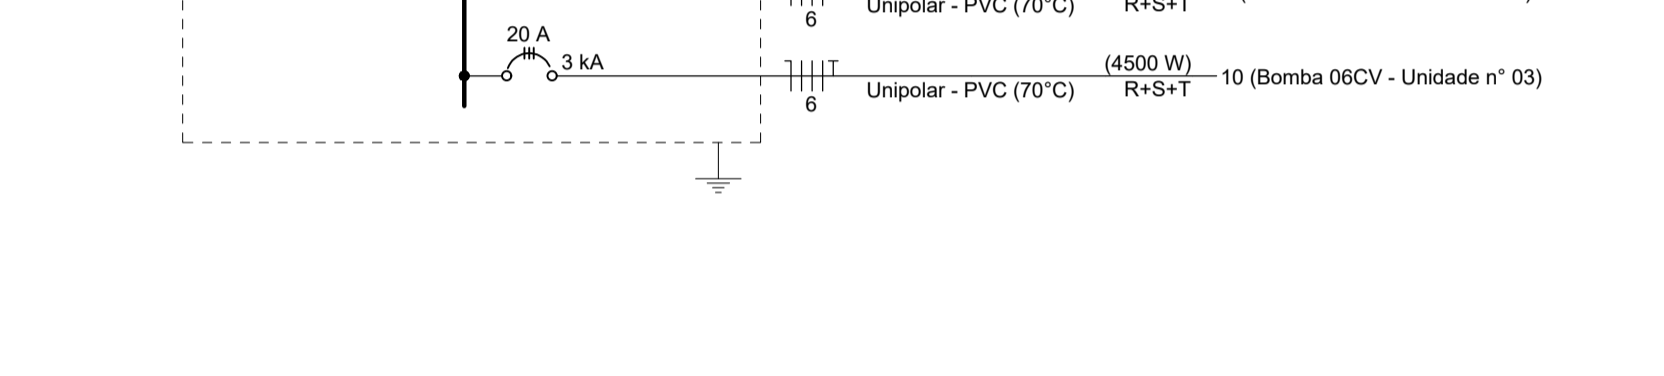 6
Unipolar - PVC (70°C)
R+S+T
20 A
3 kA
(4500 W)
6
Unipolar - PVC (70°C)
R+S+T
10 (Bomba 06CV - Unidade n° 03)